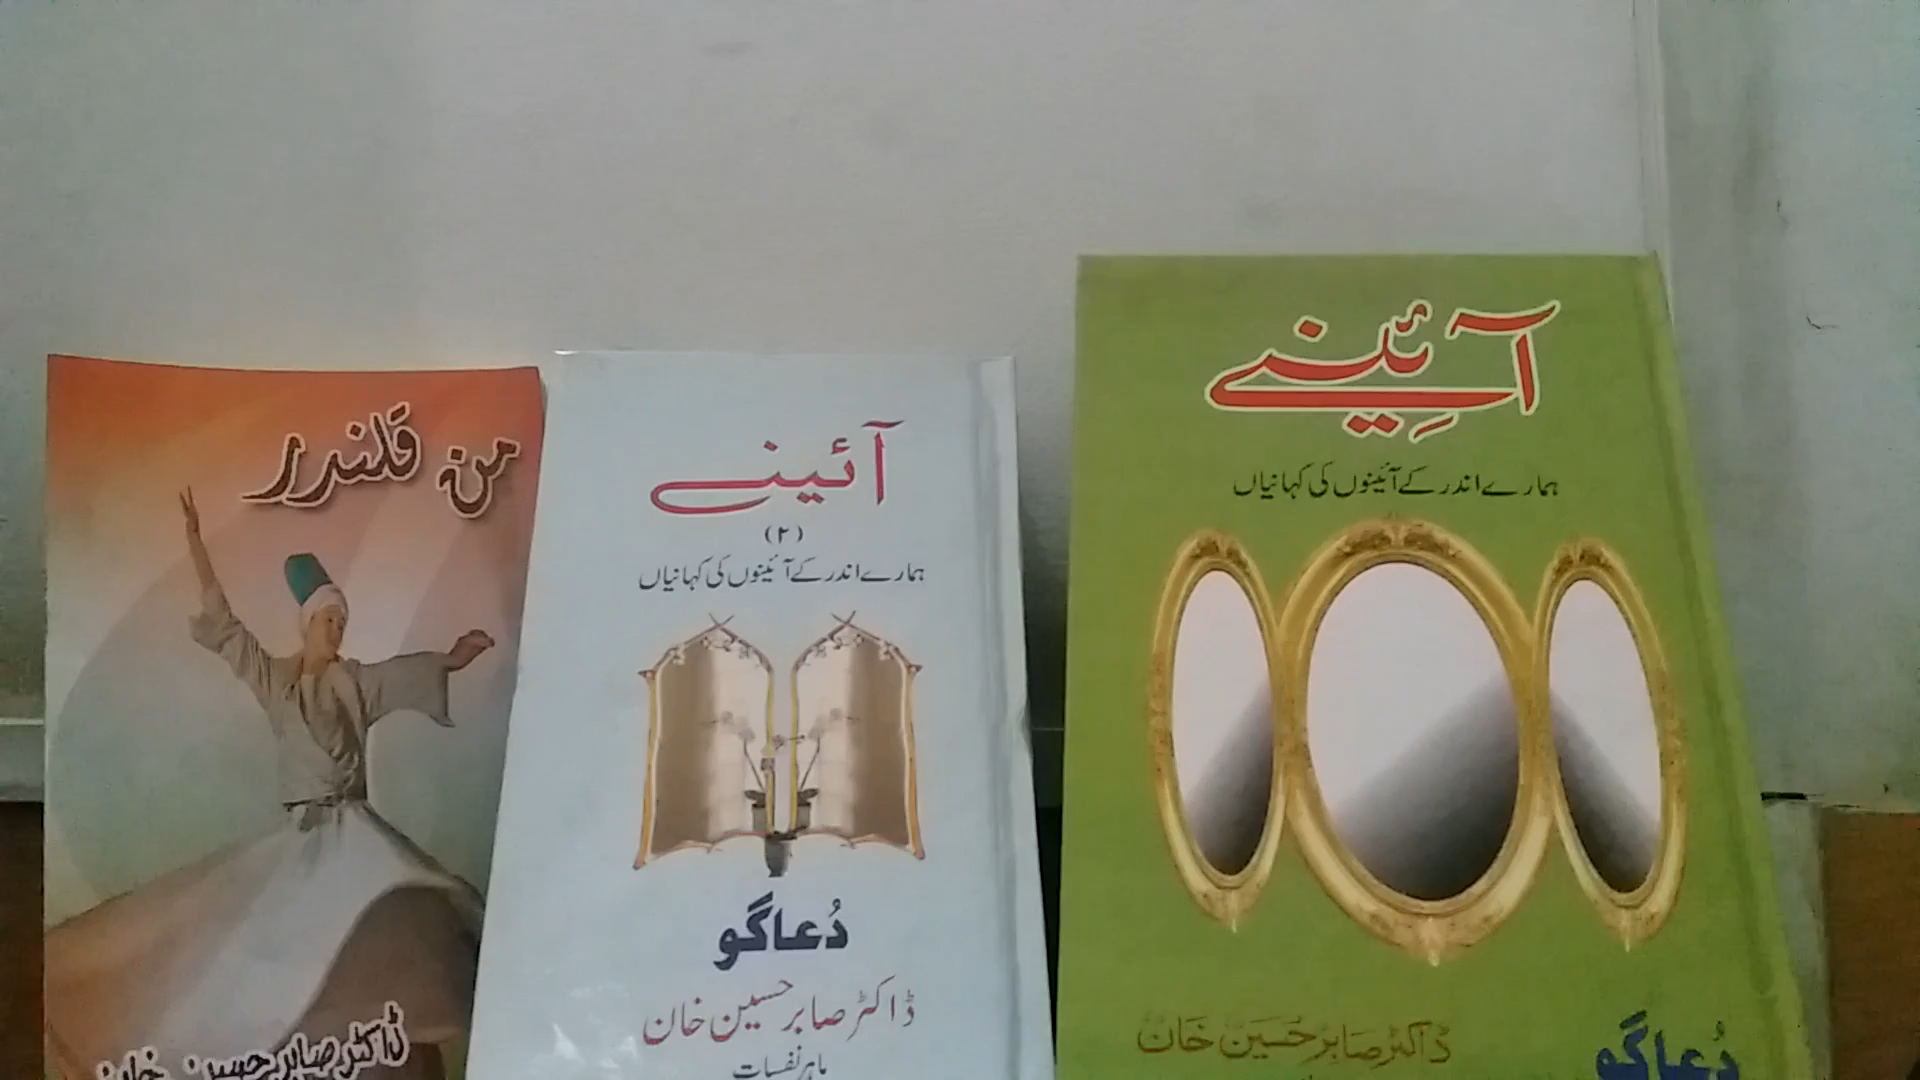 من قلندر
ڈاکٹر صابر حسین خان
آئینے
(۲)
ہمارے اندر کے آئینوں کی کہانیاں
دُعاگو
ڈاکٹر صابر حسین خان
ماہر نفسیات
آئینے
ہمارے اندر کے آئینوں کی کہانیاں
ڈاکٹر صابر حسین خان
دُعاگو